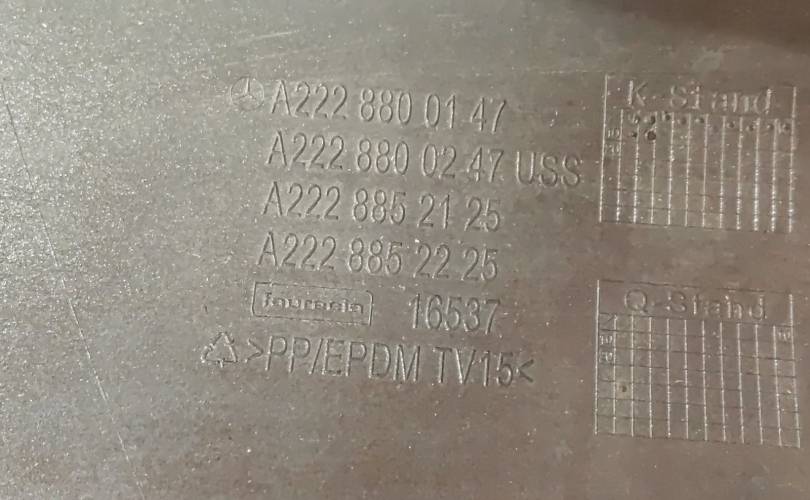 A222 880 01 47
A222 880 02 47 USS
A222 885 21 25
A222 885 22 25
faurecia 16537
>PP/EPDM TV15<
K-Stand
Q-Stand